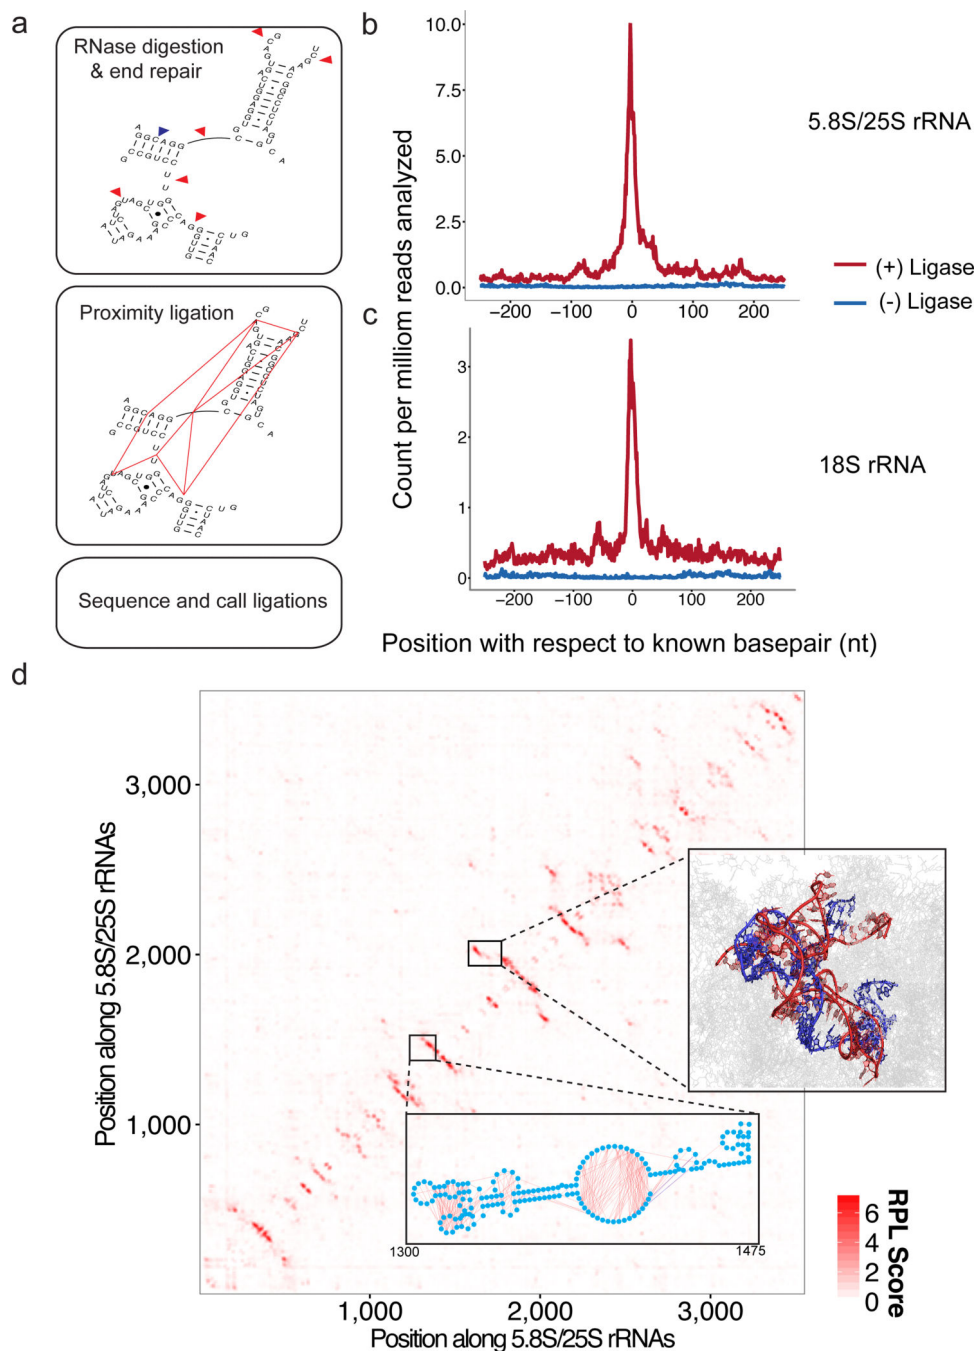 a
RNase digestion
& end repair
Proximity ligation
Sequence and call ligations
b
10.0
7.5
5.0
2.5
0.0
−200 −100 0 100 200
5.8S/25S rRNA
(+) Ligase
(-) Ligase
c
3
2
1
0
−200 −100 0 100 200
18S rRNA
Count per million reads analyzed
Position with respect to known basepair (nt)
d
3,000
2,000
1,000
Position along 5.8S/25S rRNAs
1300 1475
1,000 2,000 3,000
Position along 5.8S/25S rRNAs
RPL Score
6
4
2
0